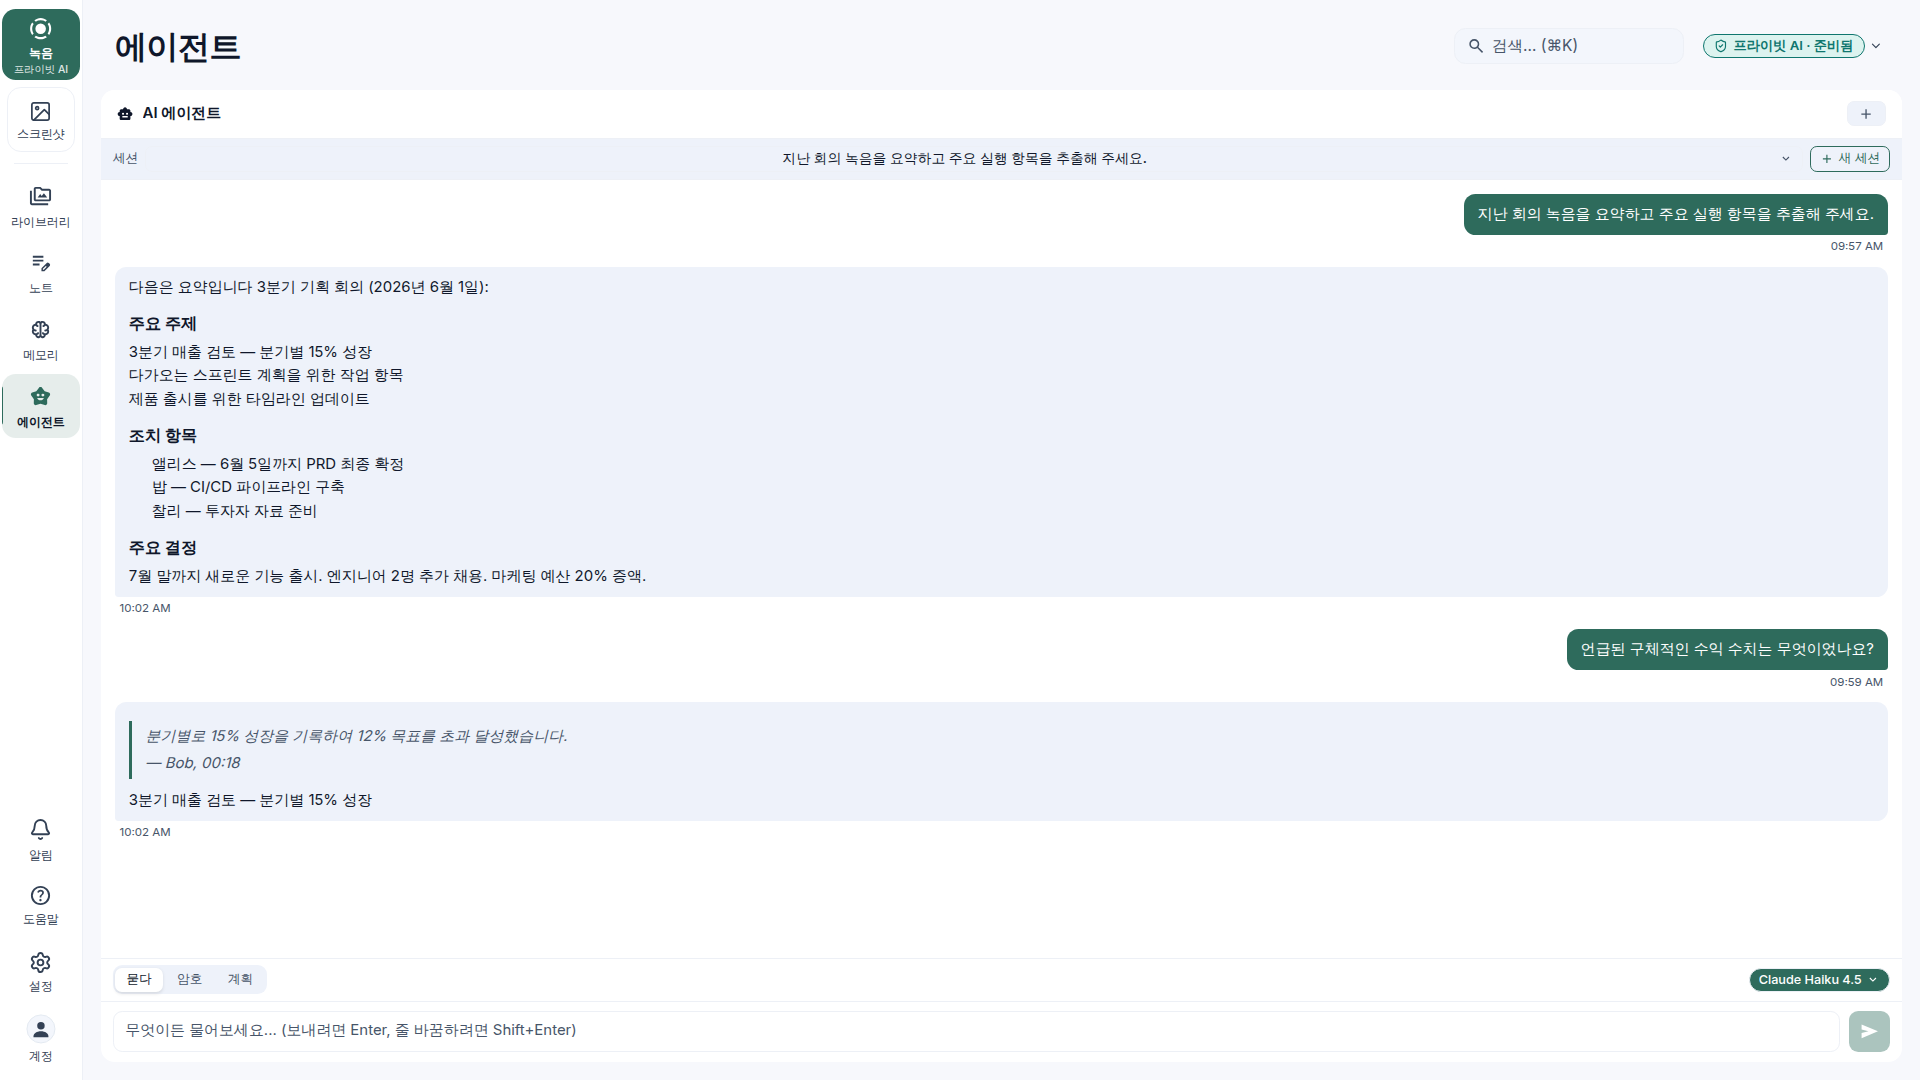 녹음
프라이빗 AI
스크린샷
라이브러리
노트
메모리
에이전트
알림
도움말
설정
계정
에이전트
검색... (⌘K)
프라이빗 AI · 준비됨
AI 에이전트
세션
지난 회의 녹음을 요약하고 주요 실행 항목을 추출해 주세요.
새 세션
지난 회의 녹음을 요약하고 주요 실행 항목을 추출해 주세요.
09:57 AM
다음은 요약입니다 3분기 기획 회의 (2026년 6월 1일):
주요 주제
3분기 매출 검토 — 분기별 15% 성장
다가오는 스프린트 계획을 위한 작업 항목
제품 출시를 위한 타임라인 업데이트
조치 항목
앨리스 — 6월 5일까지 PRD 최종 확정
밥 — CI/CD 파이프라인 구축
찰리 — 투자자 자료 준비
주요 결정
7월 말까지 새로운 기능 출시. 엔지니어 2명 추가 채용. 마케팅 예산 20% 증액.
10:02 AM
언급된 구체적인 수익 수치는 무엇이었나요?
09:59 AM
분기별로 15% 성장을 기록하여 12% 목표를 초과 달성했습니다.
— Bob, 00:18
3분기 매출 검토 — 분기별 15% 성장
10:02 AM
묻다
암호
계획
Claude Haiku 4.5
무엇이든 물어보세요... (보내려면 Enter, 줄 바꿈하려면 Shift+Enter)